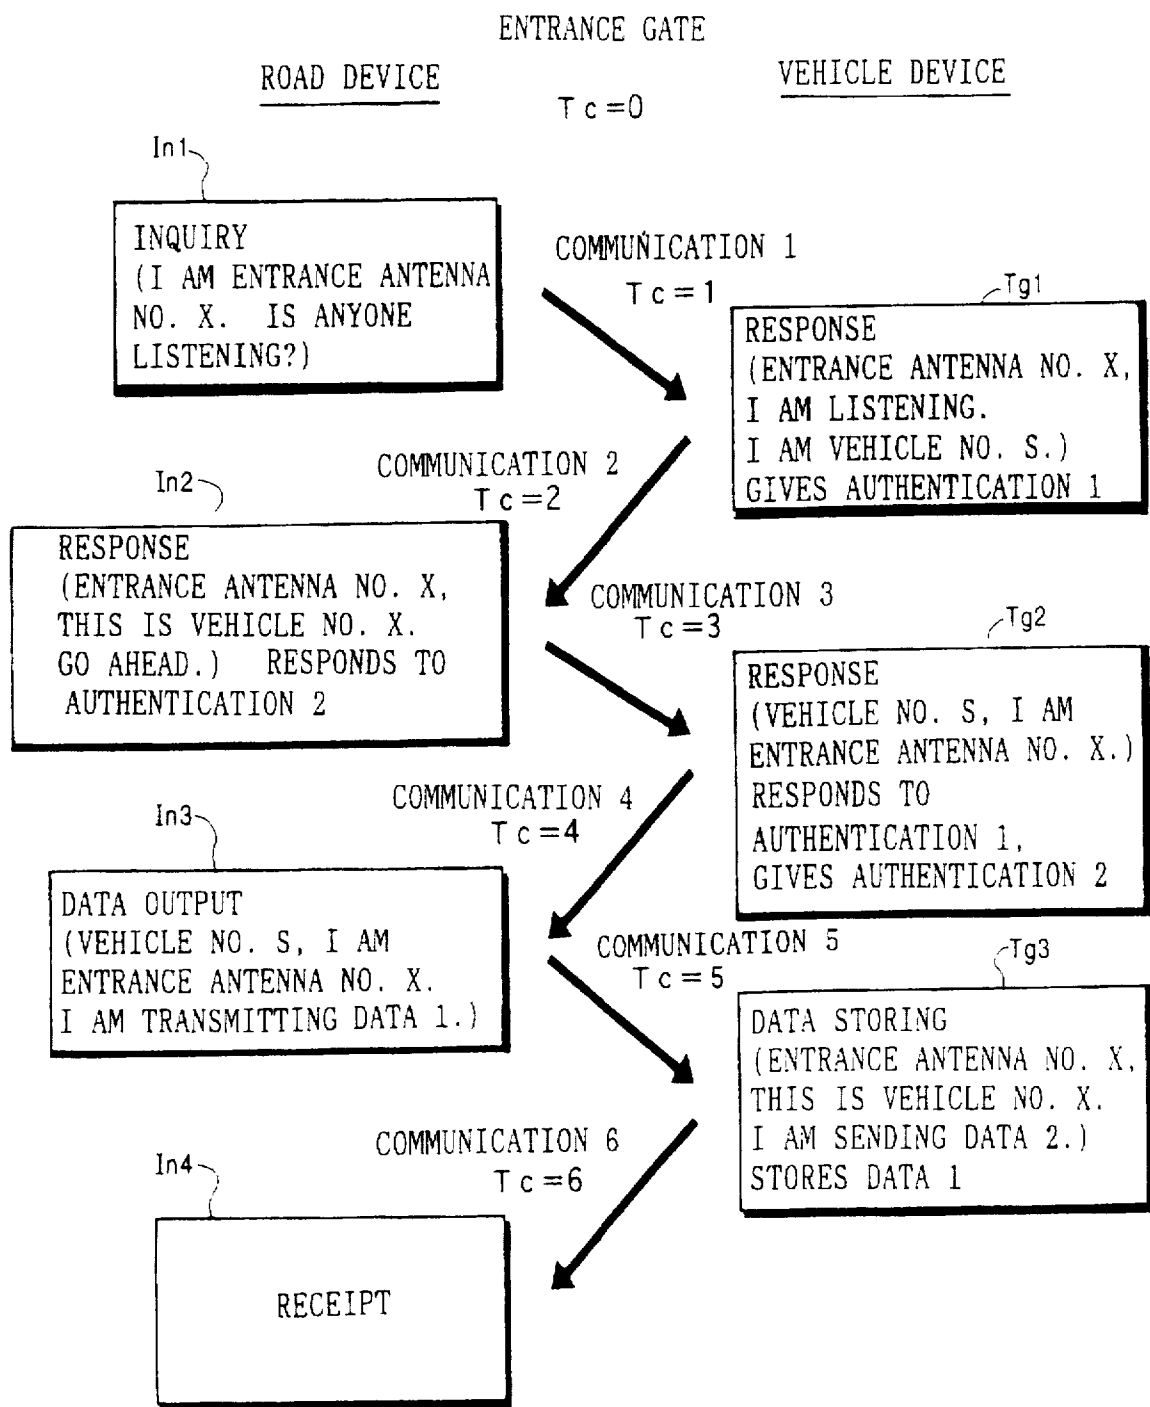 ENTRANCE GATE
ROAD DEVICE
VEHICLE DEVICE
Tc=0
In1
INQUIRY
(I AM ENTRANCE ANTENNA
NO. X. IS ANYONE
LISTENING?)
COMMUNICATION 1
Tc=1
Tg1
RESPONSE
(ENTRANCE ANTENNA NO. X,
I AM LISTENING.
I AM VEHICLE NO. S.)
GIVES AUTHENTICATION 1
COMMUNICATION 2
Tc=2
In2
RESPONSE
(ENTRANCE ANTENNA NO. X,
THIS IS VEHICLE NO. X.
GO AHEAD.) RESPONDS TO
AUTHENTICATION 2
COMMUNICATION 3
Tc=3
Tg2
RESPONSE
(VEHICLE NO. S, I AM
ENTRANCE ANTENNA NO. X.)
RESPONDS TO
AUTHENTICATION 1,
GIVES AUTHENTICATION 2
COMMUNICATION 4
Tc=4
In3
DATA OUTPUT
(VEHICLE NO. S, I AM
ENTRANCE ANTENNA NO. X.
I AM TRANSMITTING DATA 1.)
COMMUNICATION 5
Tc=5
Tg3
DATA STORING
(ENTRANCE ANTENNA NO. X,
THIS IS VEHICLE NO. X.
I AM SENDING DATA 2.)
STORES DATA 1
COMMUNICATION 6
Tc=6
In4
RECEIPT